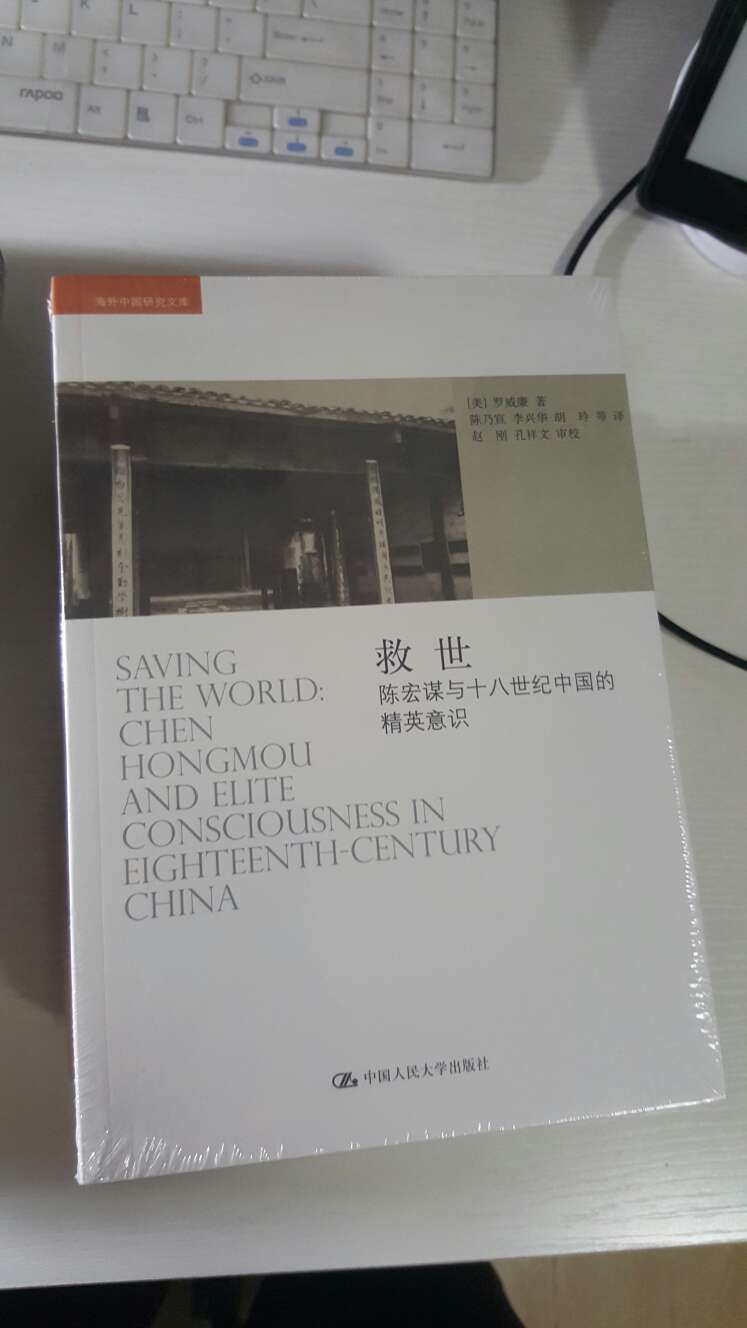 rapoo
Alt
Ctrl
海外中国研究文库
[美] 罗威廉 著
陈乃宣 李兴华 胡 玲 等 译
赵 刚 孔祥文 审校
SAVING
THE WORLD:
CHEN
HONGMOU
AND ELITE
CONSCIOUSNESS IN
EIGHTEENTH-CENTURY
CHINA
救世
陈宏谋与十八世纪中国的
精英意识
中国人民大学出版社